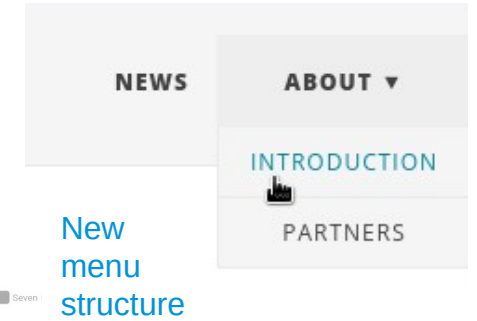 NEWS
ABOUT ▼
INTRODUCTION
PARTNERS
New
menu
structure
Seven